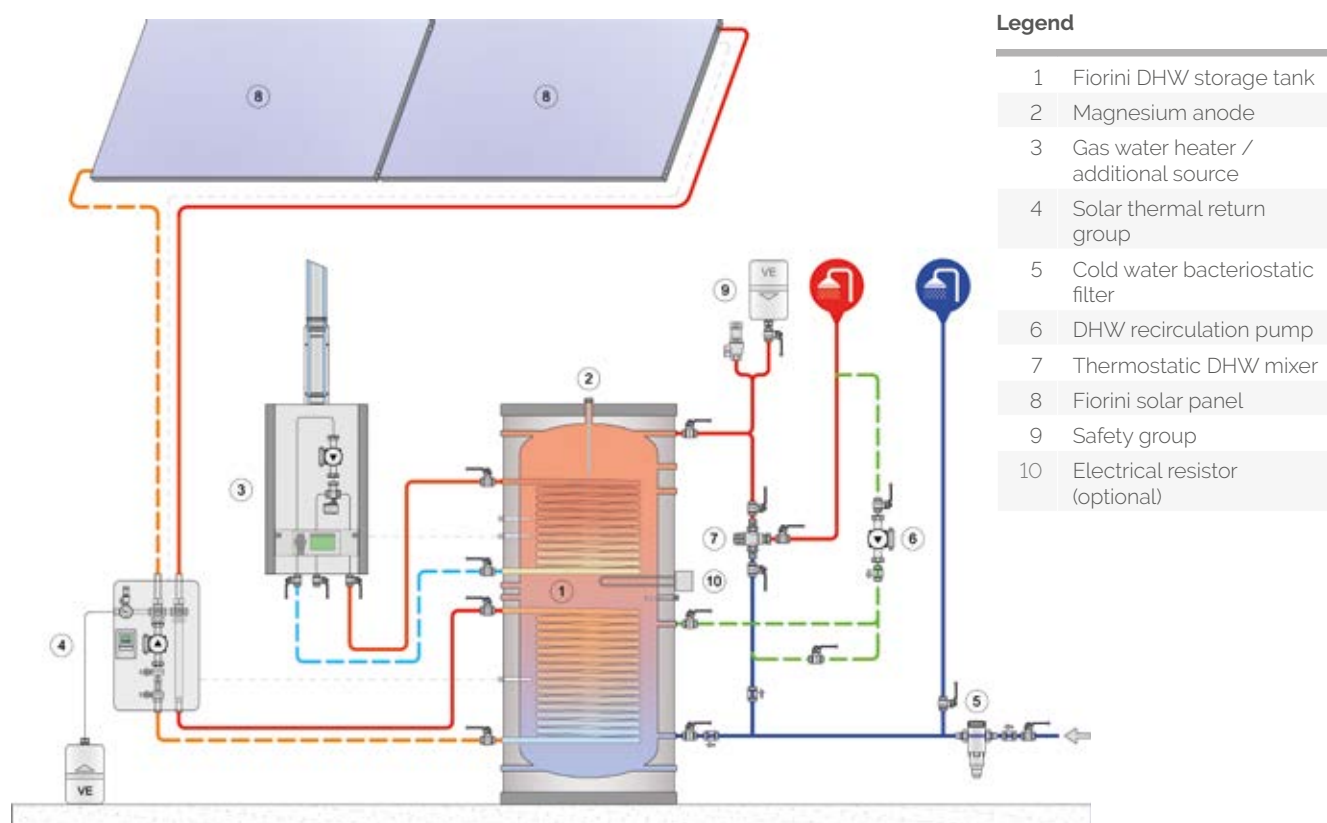 8
8
Legend
1 Fiorini DHW storage tank
2 Magnesium anode
3 Gas water heater /
additional source
4 Solar thermal return
group
5 Cold water bacteriostatic
filter
6 DHW recirculation pump
7 Thermostatic DHW mixer
8 Fiorini solar panel
9 Safety group
10 Electrical resistor
(optional)
VE
9
2
3
7
6
10
1
4
5
VE